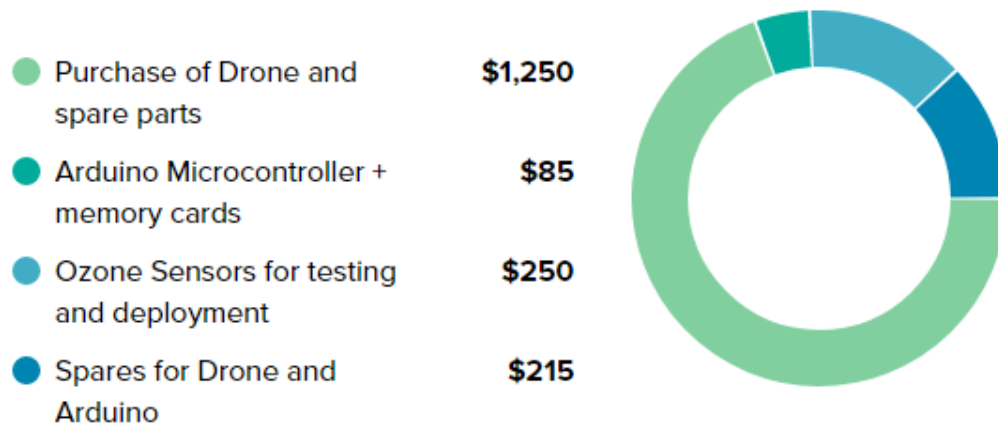 Purchase of Drone and $1,250
spare parts
Arduino Microcontroller + $85
memory cards
Ozone Sensors for testing $250
and deployment
Spares for Drone and $215
Arduino